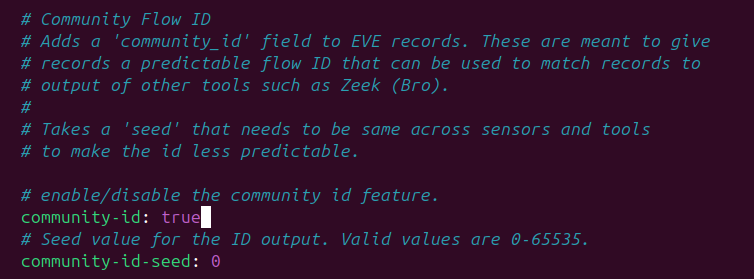 # Community Flow ID
# Adds a 'community_id' field to EVE records. These are meant to give
# records a predictable flow ID that can be used to match records to
# output of other tools such as Zeek (Bro).
#
# Takes a 'seed' that needs to be same across sensors and tools
# to make the id less predictable.
# enable/disable the community id feature.
community-id: true
# Seed value for the ID output. Valid values are 0-65535.
community-id-seed: 0